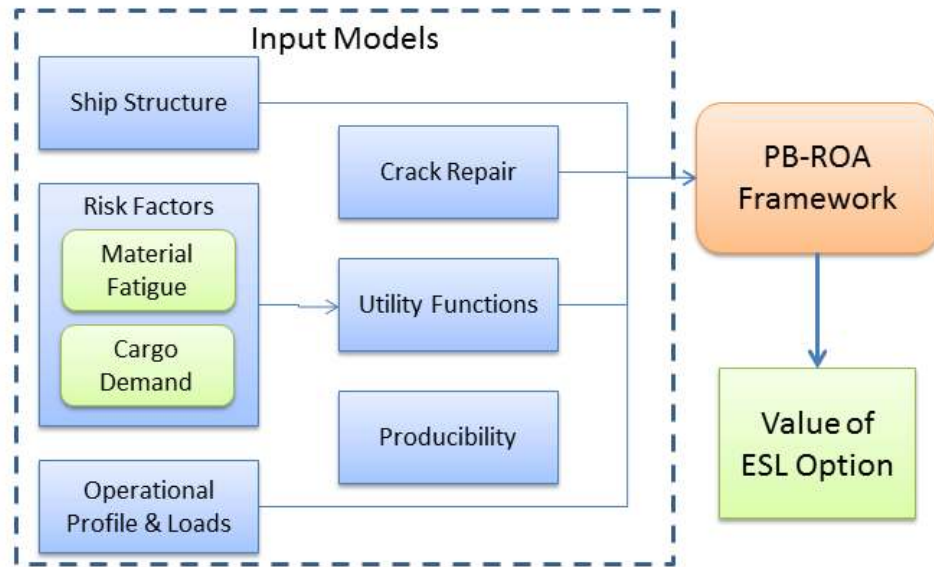 Input Models
Ship Structure
Crack Repair
Risk Factors
Material
Fatigue
Cargo
Demand
Utility Functions
Producibility
Operational
Profile & Loads
PB-ROA
Framework
Value of
ESL Option